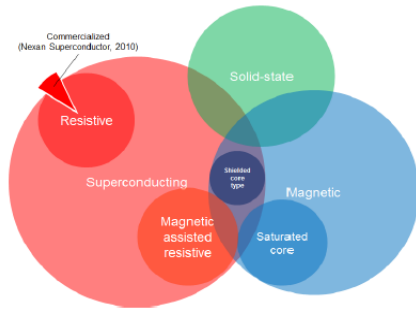 Commercialized
(Nexan Superconductor, 2010)
Solid-state
Resistive
Superconducting
Shielded
core
type
Magnetic
Magnetic
assisted
resistive
Saturated
core